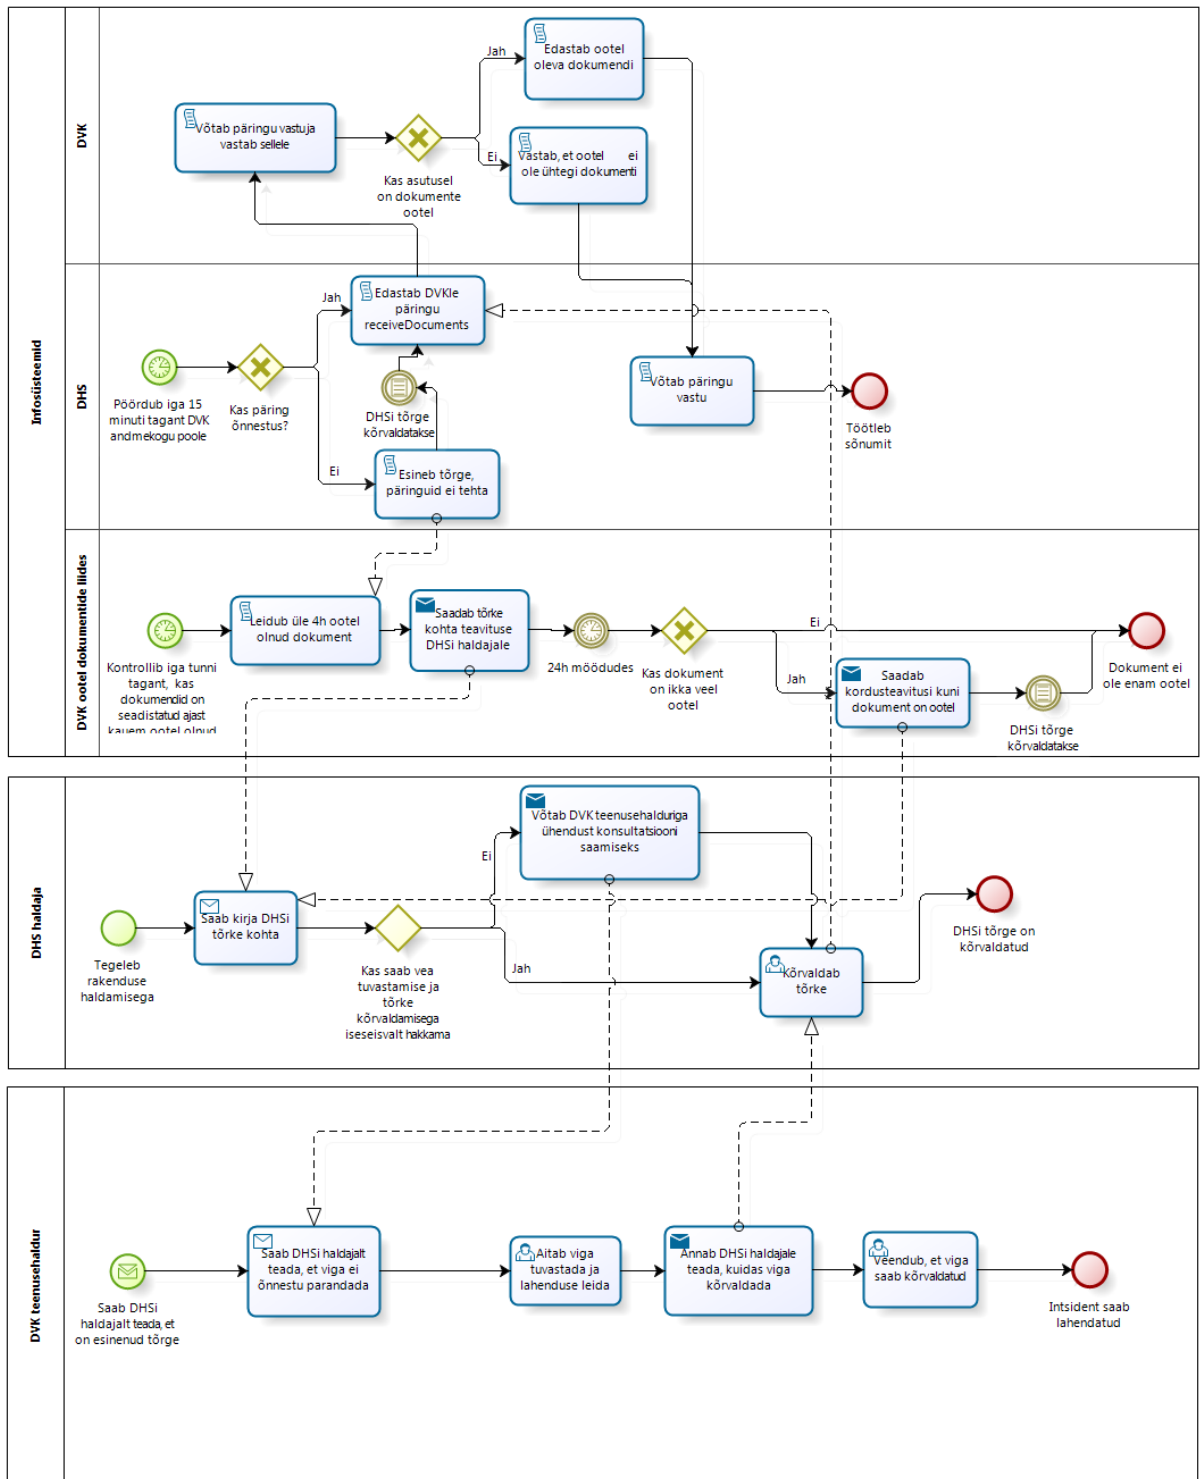 Infosüsteemid
DVK
Võtab päringu vastuja
vastab sellele
Kas asutusel
on dokumente
ootel
Jah
Edastab ootel
oleva dokumendi
Ei
Vastab, et ootel ei
ole ühtegi dokumenti
DHS
Pöördub iga 15
minuti tagant DVK
andmekogu poole
Kas päring
õnnestus?
Jah
Edastab DVKle
päringu
receiveDocuments
DHSi tõrge
kõrvaldatakse
Ei
Esineb tõrge,
päringuid ei tehta
Võtab päringu
vastu
Töötleb
sõnumit
DVK ootel dokumentide liides
Kontrollib iga tunni
tagant, kas
dokumendid on
seadistatud ajast
kauem ootel olnud
Leidub üle 4h ootel
olnud dokument
Saadab tõrke
kohta teavituse
DHSi haldajale
24h möödudes
Kas dokument
on ikka veel
ootel
Ei
Jah
Saadab
kordusteavitusi kuni
dokument on ootel
DHSi tõrge
kõrvaldatakse
Dokument ei
ole enam ootel
DHS haldaja
Tegeleb
rakenduse
haldamisega
Saab kirja DHSi
tõrke kohta
Kas saab vea
tuvastamise ja
tõrke
kõrvaldamisega
iseseisvalt hakkama
Ei
Võtab DVK teenusehalduriga
ühendust konsultatsiooni
saamiseks
Jah
Kõrvaldab
tõrke
DHSi tõrge on
kõrvaldatud
DVK teenusehaldur
Saab DHSi
haldajalt teada, et
on esinenud tõrge
Saab DHSi haldajalt
teada, et viga ei
õnnestu parandada
Aitab viga
tuvastada ja
lahenduse leida
Annab DHSi haldajale
teada, kuidas viga
kõrvaldada
Veendub, et viga
saab kõrvaldatud
Intsident saab
lahendatud